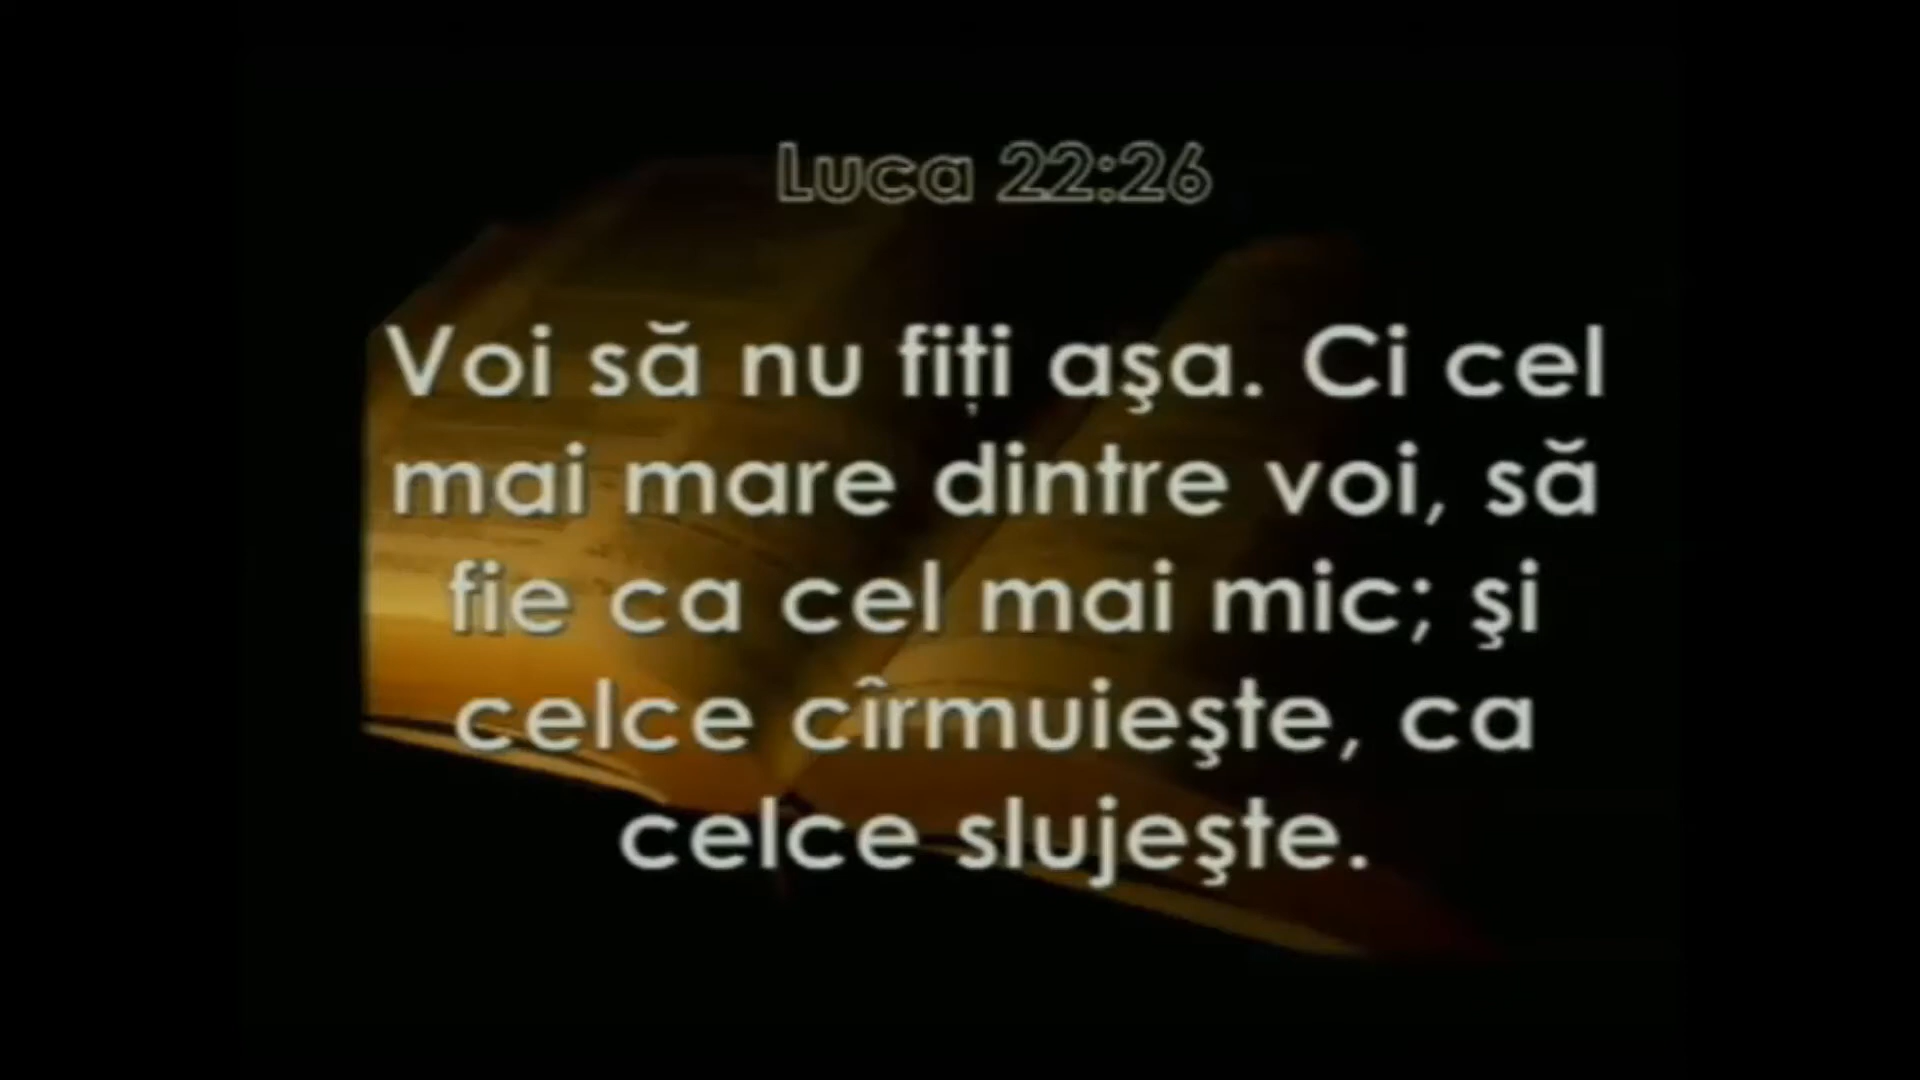 Luca 22:26
Voi să nu fiți aşa. Ci cel
mai mare dintre voi, să
fie ca cel mai mic; şi
celce cîrmuieşte, ca
celce slujeşte.